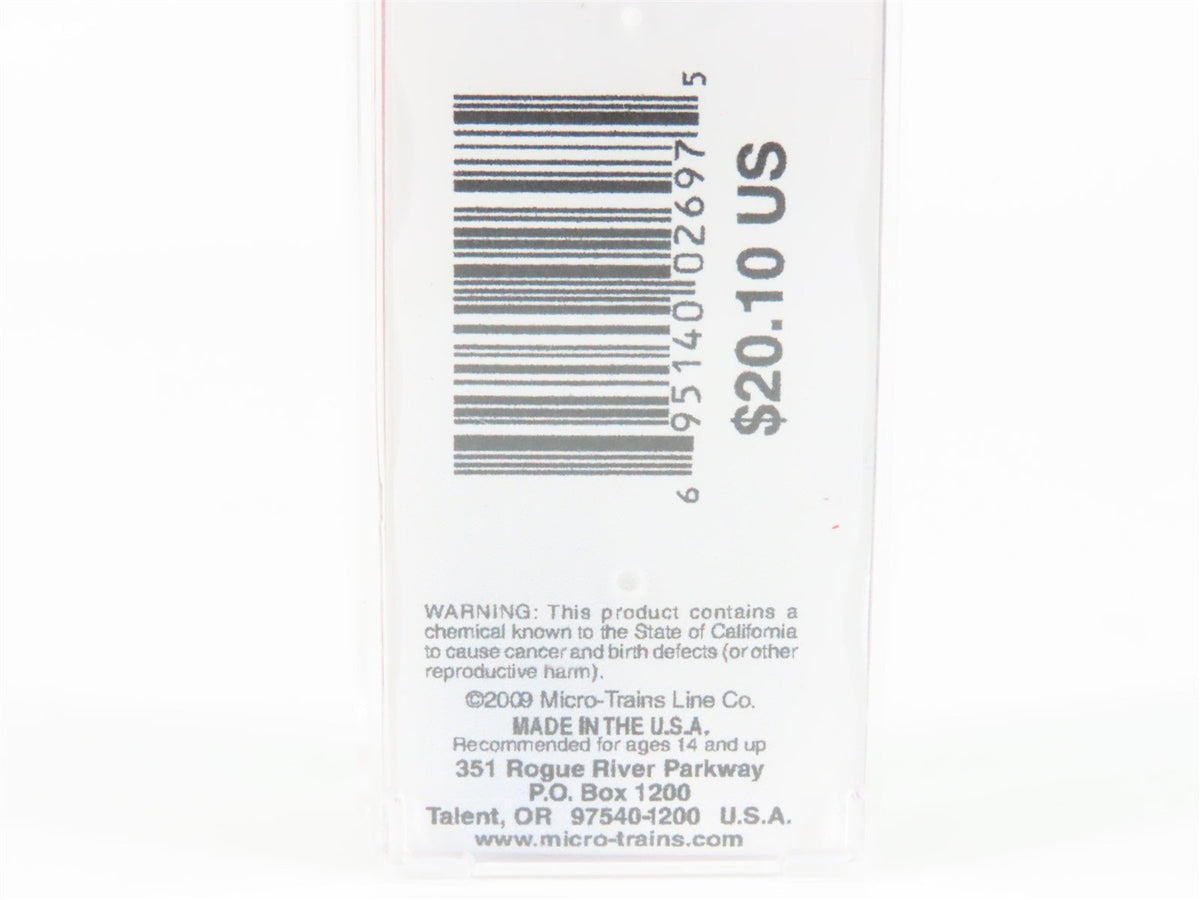 6 95140 02697 5
$20.10 US
WARNING: This product contains a
chemical known to the State of California
to cause cancer and birth defects (or other
reproductive harm).
©2009 Micro-Trains Line Co.
MADE IN THE U.S.A.
Recommended for ages 14 and up
351 Rogue River Parkway
P.O. Box 1200
Talent, OR 97540-1200 U.S.A.
www.micro-trains.com